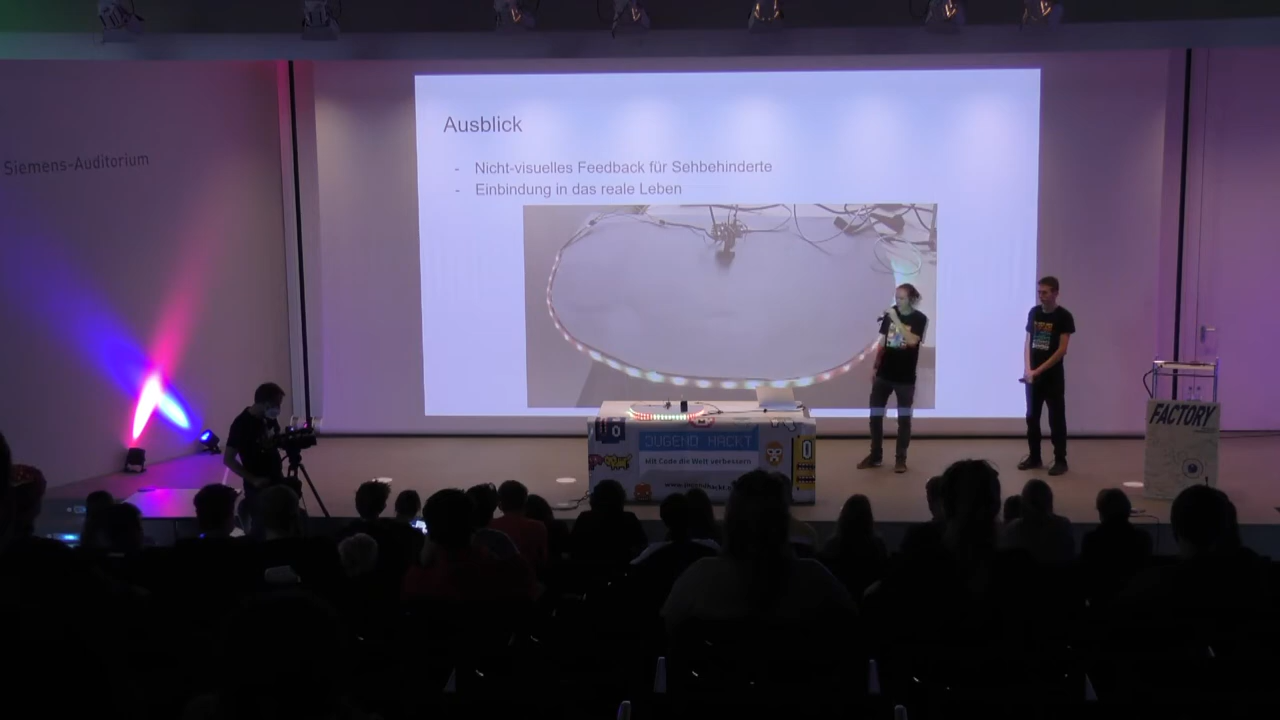 Siemens-Auditorium
Ausblick
- Nicht-visuelles Feedback für Sehbehinderte
- Einbindung in das reale Leben
FACTORY
JUGEND HACKT
Mit Code die Welt verbessern